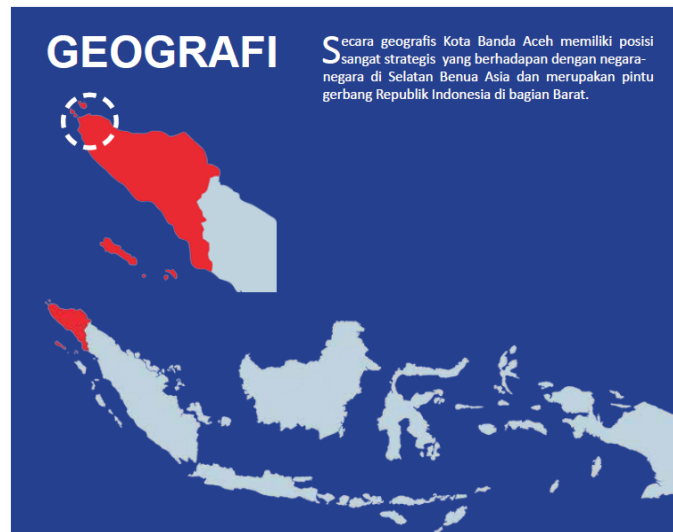 GEOGRAFI
Secara geografis Kota Banda Aceh memiliki posisi
sangat strategis yang berhadapan dengan negara-
negara di Selatan Benua Asia dan merupakan pintu
gerbang Republik Indonesia di bagian Barat.